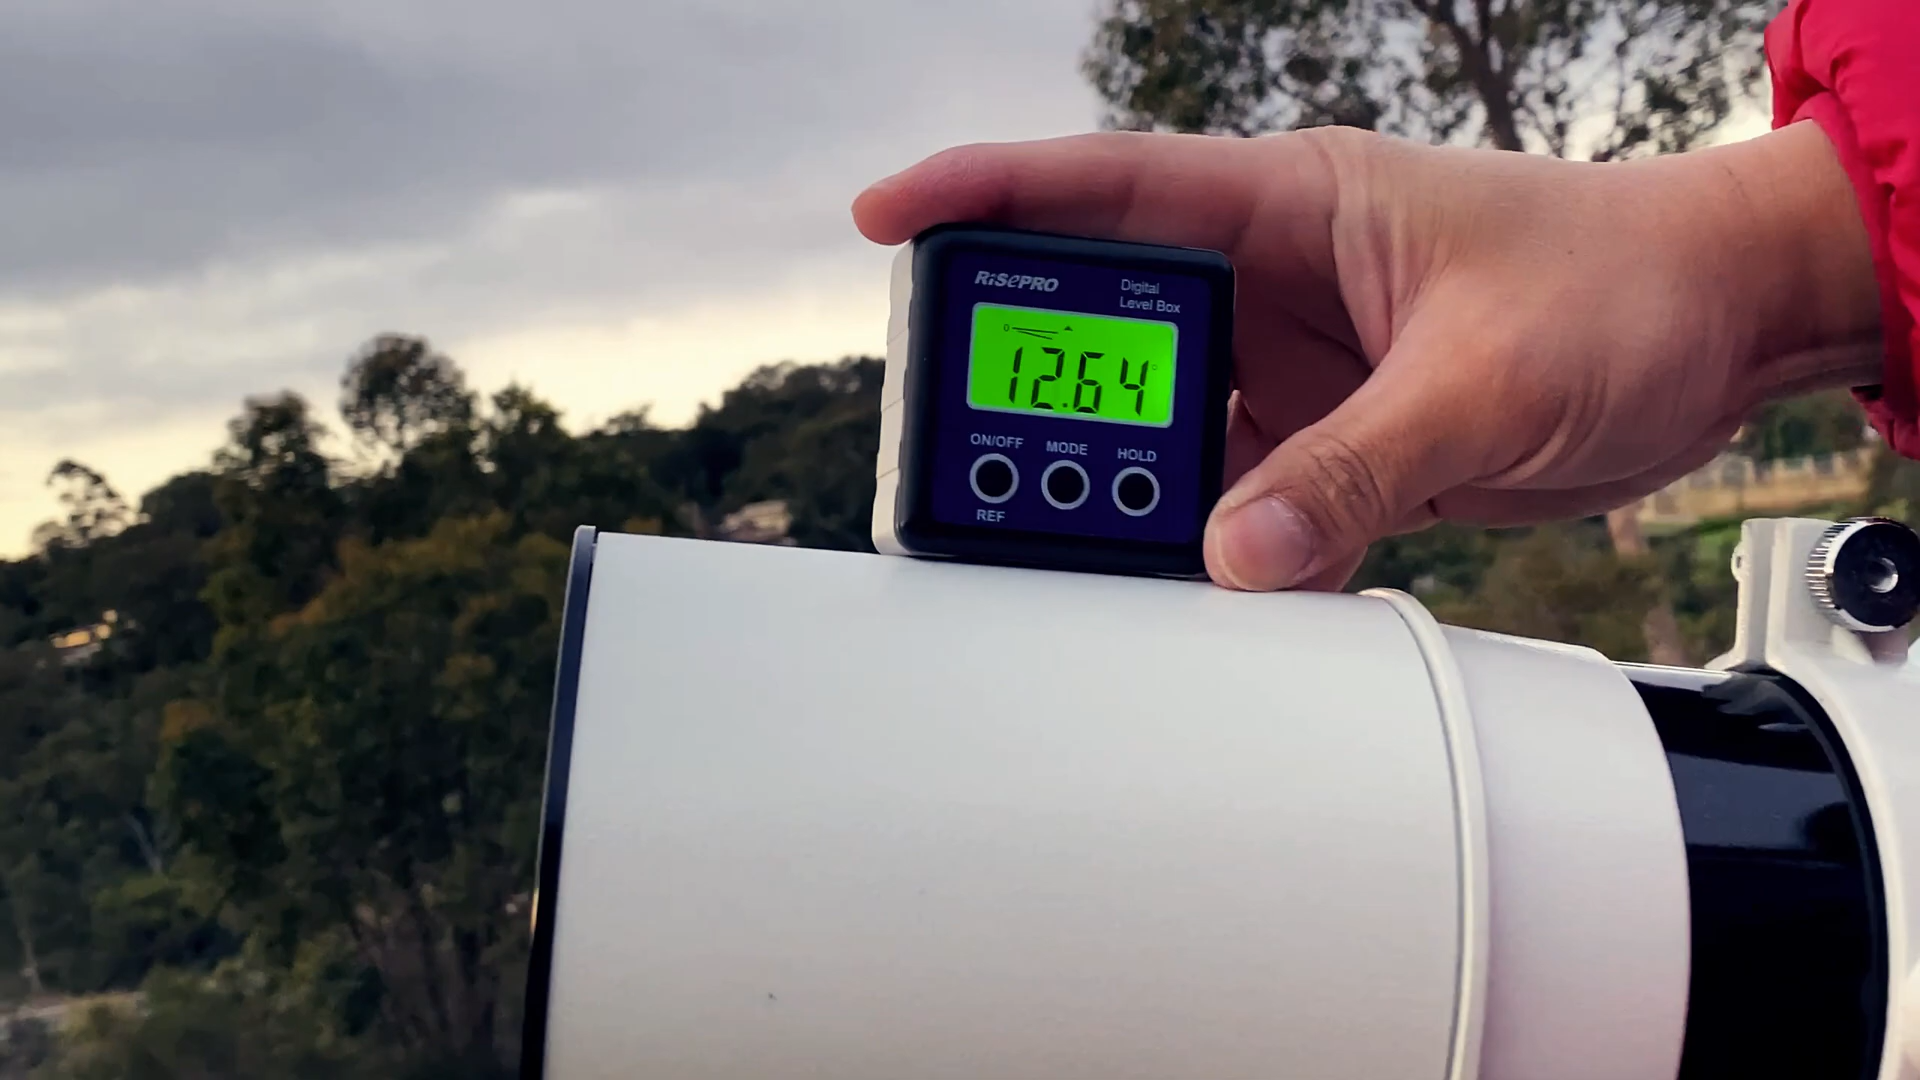 RiSePRO
Digital
Level Box
0
12.64°
ON/OFF
MODE
HOLD
REF